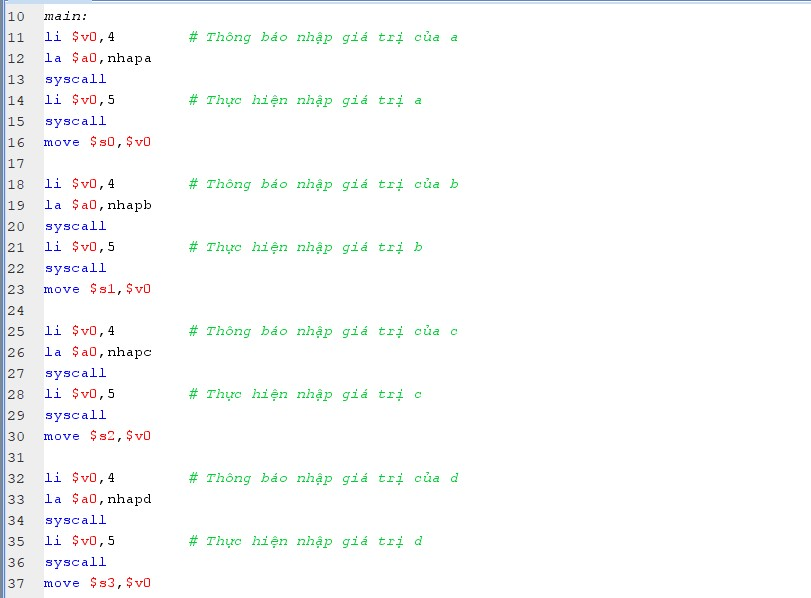 10 main:
11 li $v0,4 # Thông báo nhập giá trị của a
12 la $a0,nhapa
13 syscall
14 li $v0,5 # Thực hiện nhập giá trị a
15 syscall
16 move $s0,$v0
17
18 li $v0,4 # Thông báo nhập giá trị của b
19 la $a0,nhapb
20 syscall
21 li $v0,5 # Thực hiện nhập giá trị b
22 syscall
23 move $s1,$v0
24
25 li $v0,4 # Thông báo nhập giá trị của c
26 la $a0,nhapc
27 syscall
28 li $v0,5 # Thực hiện nhập giá trị c
29 syscall
30 move $s2,$v0
31
32 li $v0,4 # Thông báo nhập giá trị của d
33 la $a0,nhapd
34 syscall
35 li $v0,5 # Thực hiện nhập giá trị d
36 syscall
37 move $s3,$v0